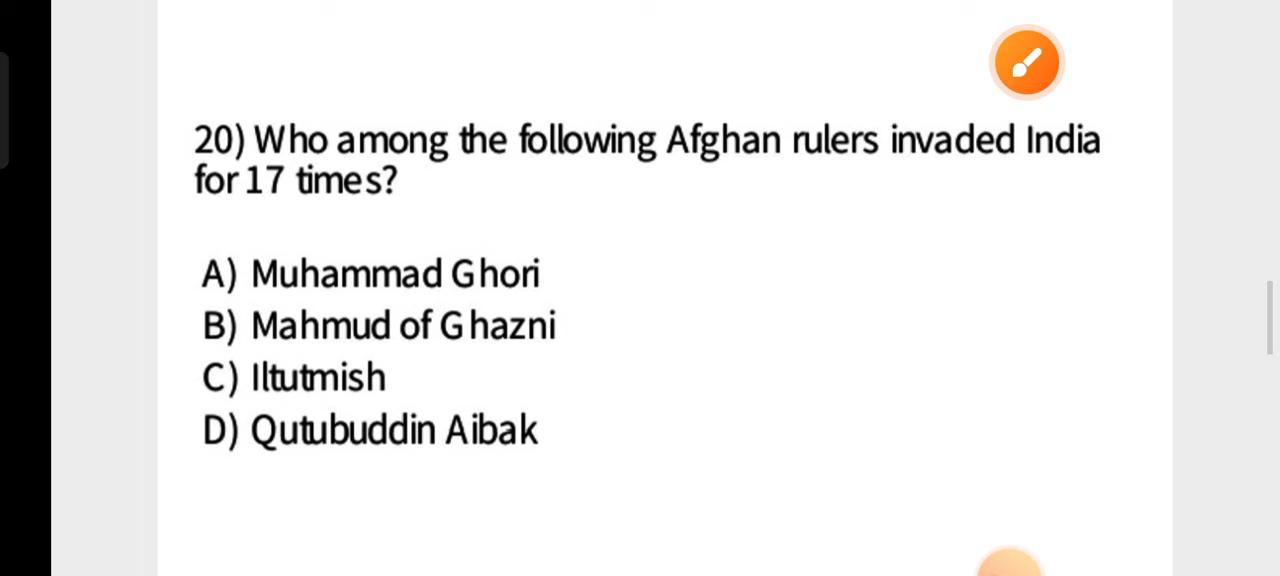 20) Who among the following Afghan rulers invaded India
for 17 times?
A) Muhammad Ghori
B) Mahmud of Ghazni
C) Iltutmish
D) Qutubuddin Aibak